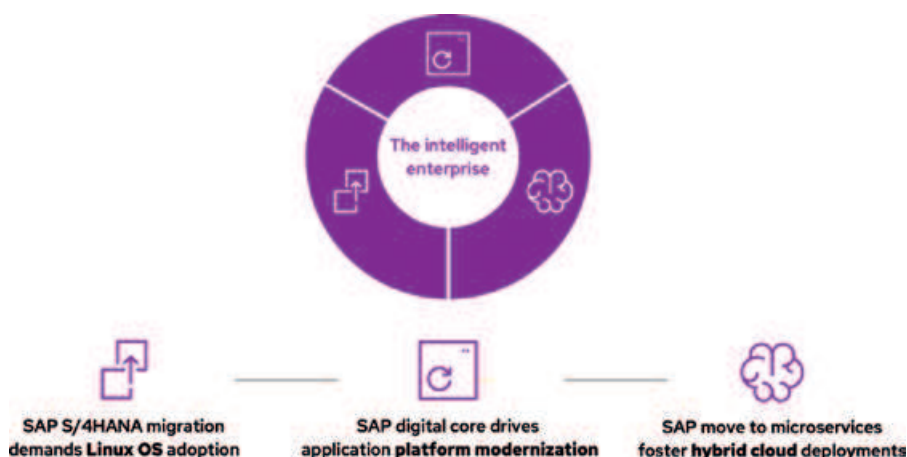 The intelligent
enterprise
SAP S/4HANA migration
demands Linux OS adoption
SAP digital core drives
application platform modernization
SAP move to microservices
foster hybrid cloud deployments